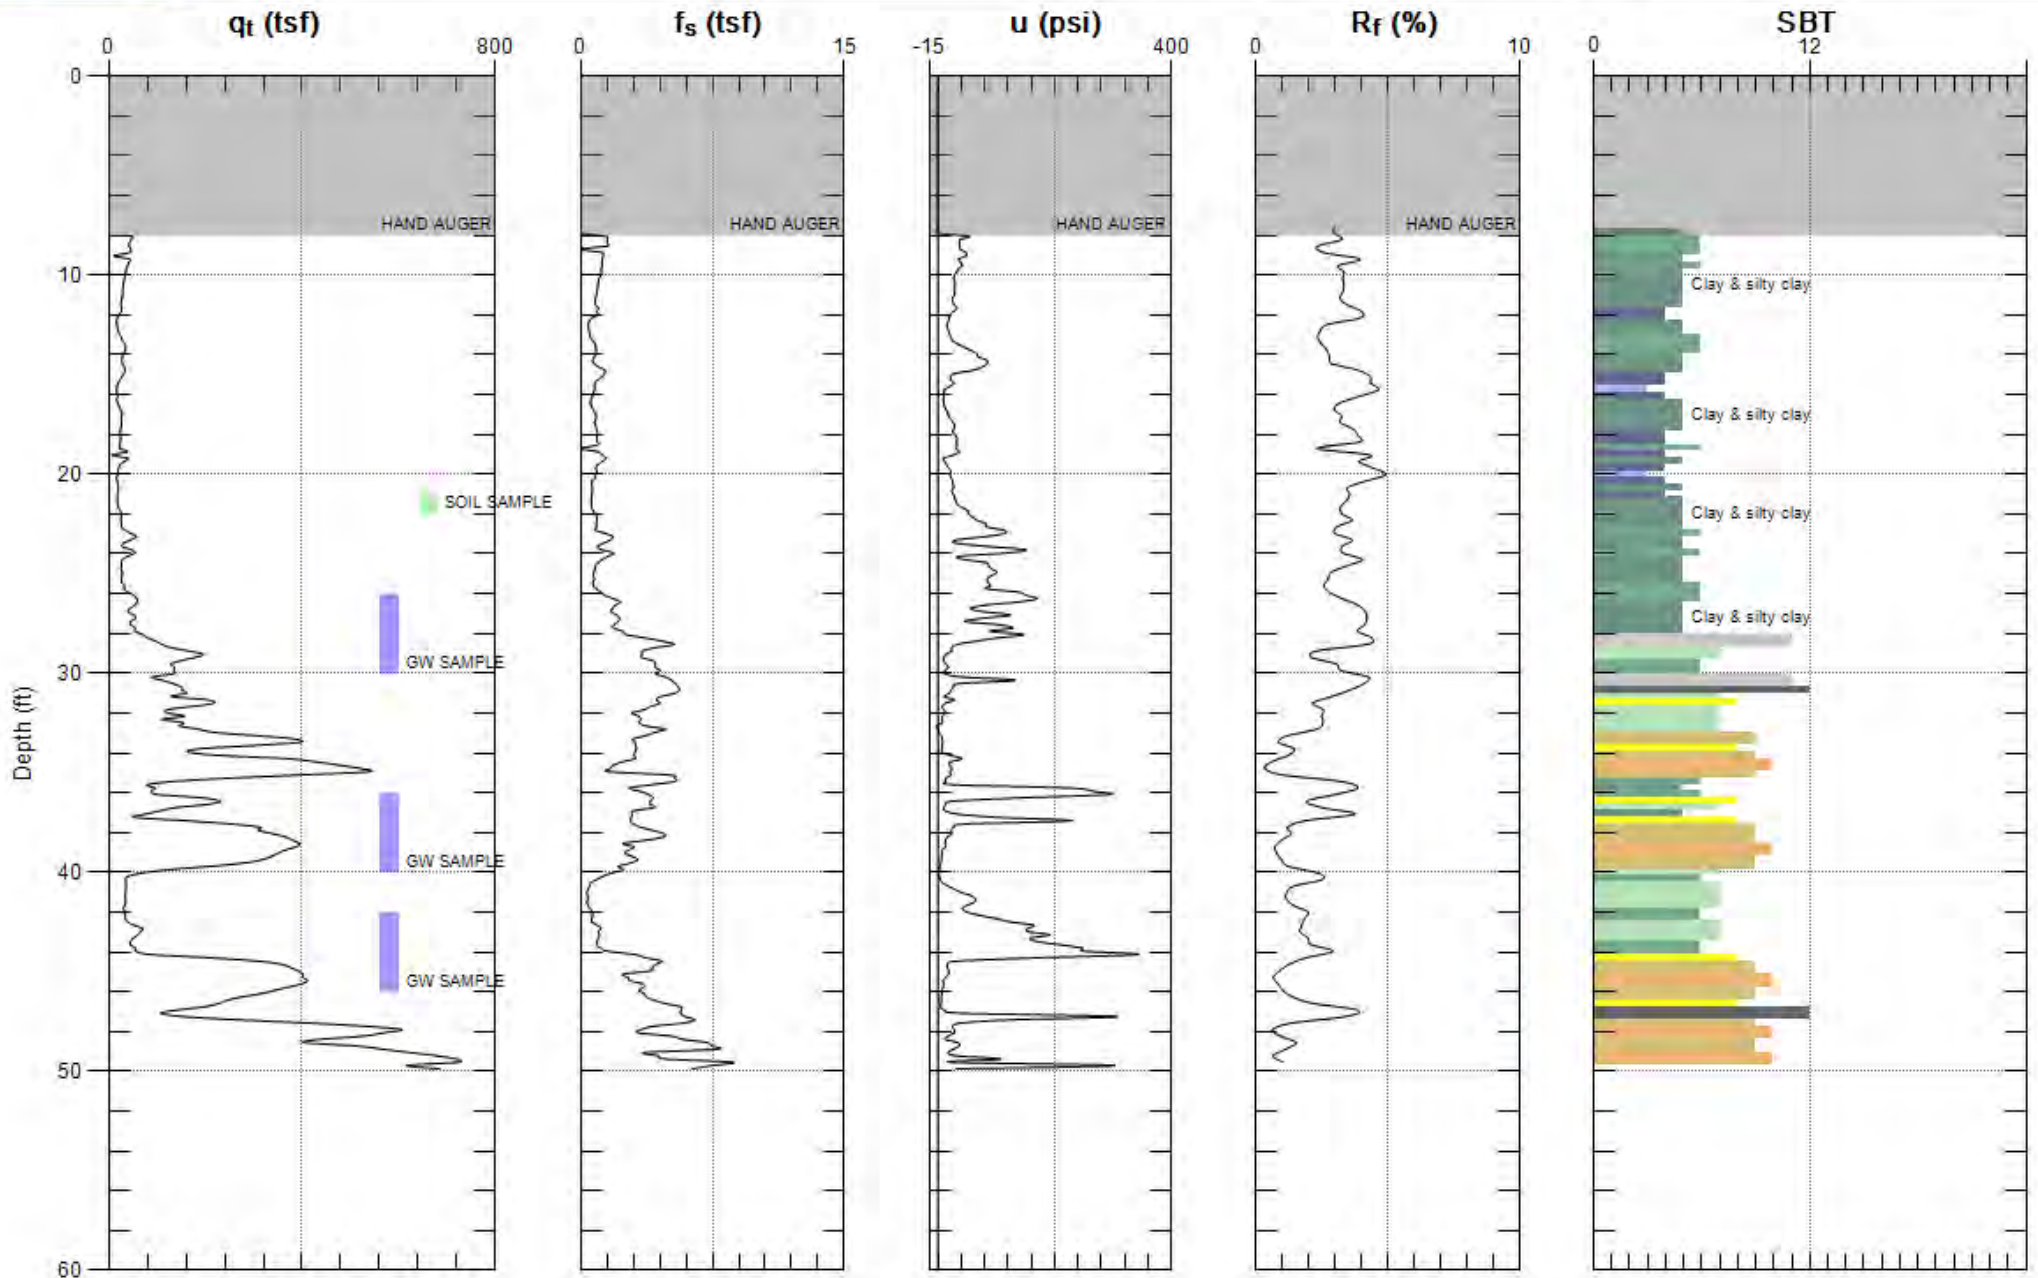 qt (tsf) fs (tsf) u (psi) Rf (%) SBT
0 800 0 15 -15 400 0 10 0 12
0
HAND AUGER HAND AUGER HAND AUGER HAND AUGER
10
Clay & silty clay
Clay & silty clay
20
SOIL SAMPLE
Clay & silty clay
Clay & silty clay
GW SAMPLE
30
Depth (ft)
GW SAMPLE
40
GW SAMPLE
50
60